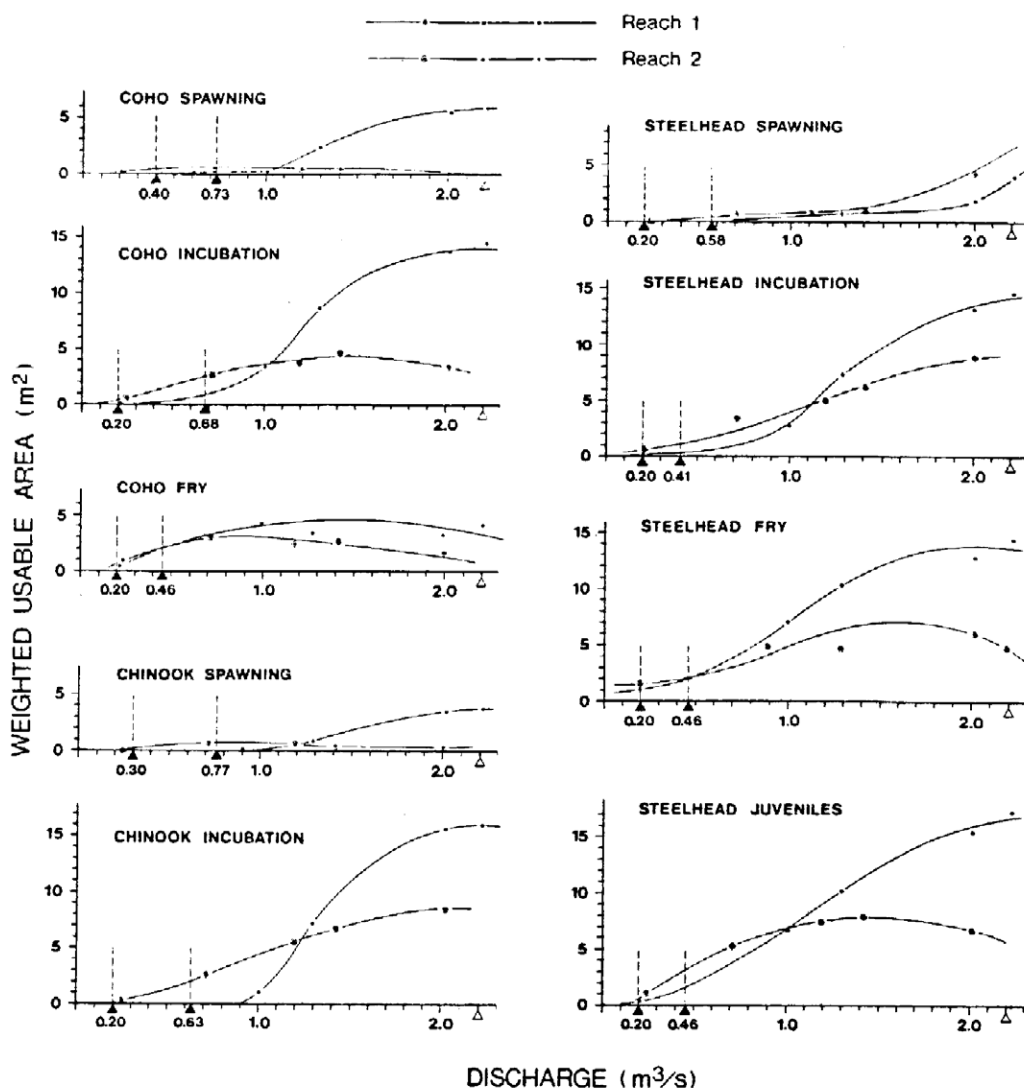 Reach 1
Reach 2
WEIGHTED USABLE AREA (m²)
COHO SPAWNING
5
0
0.40 0.73 1.0 2.0
COHO INCUBATION
15
10
5
0
0.20 0.68 1.0 2.0
COHO FRY
5
0
0.20 0.46 1.0 2.0
CHINOOK SPAWNING
5
0
0.30 0.77 1.0 2.0
CHINOOK INCUBATION
15
10
5
0
0.20 0.63 1.0 2.0
STEELHEAD SPAWNING
5
0
0.20 0.58 1.0 2.0
STEELHEAD INCUBATION
15
10
5
0
0.20 0.41 1.0 2.0
STEELHEAD FRY
15
10
5
0
0.20 0.46 1.0 2.0
STEELHEAD JUVENILES
15
10
5
0
0.20 0.46 1.0 2.0
DISCHARGE (m³/s)